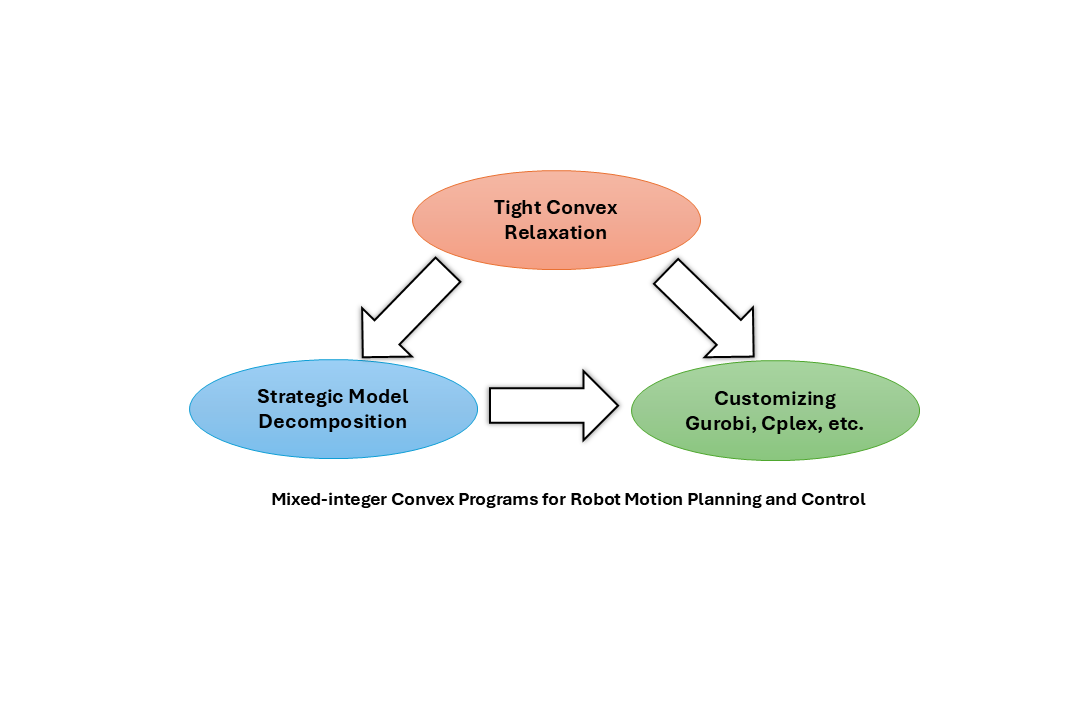 Tight Convex
Relaxation
Strategic Model
Decomposition
Customizing
Gurobi, Cplex, etc.
Mixed-integer Convex Programs for Robot Motion Planning and Control